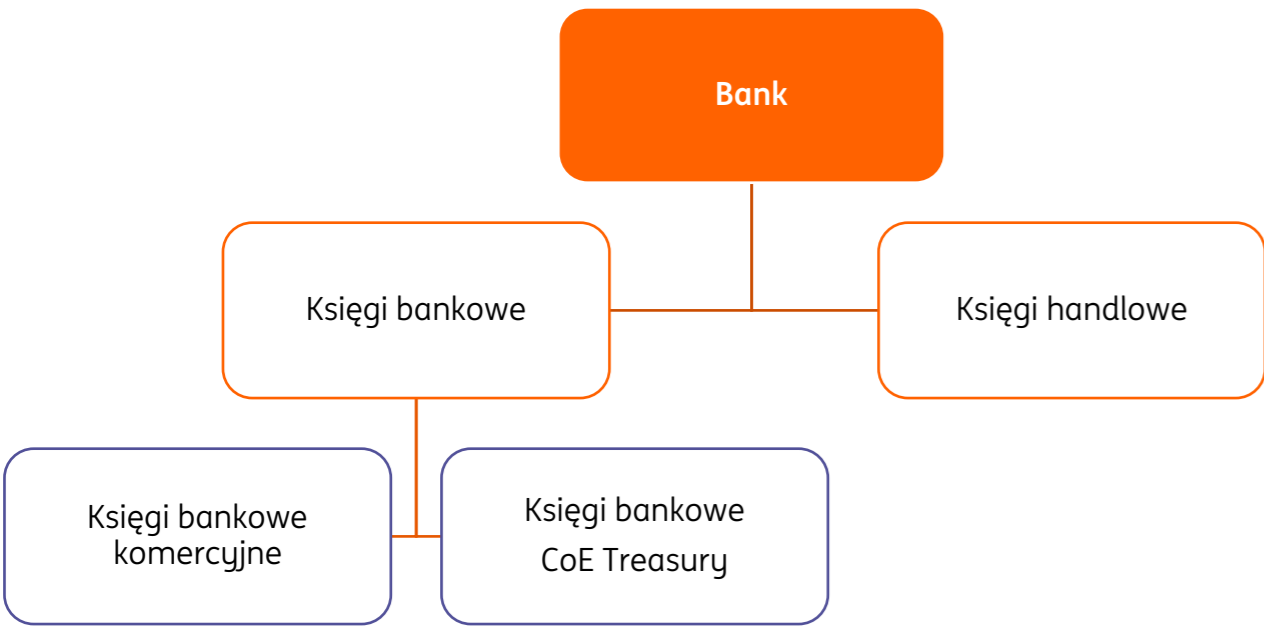 Bank
Księgi bankowe
Księgi handlowe
Księgi bankowe
komercyjne
Księgi bankowe
CoE Treasury